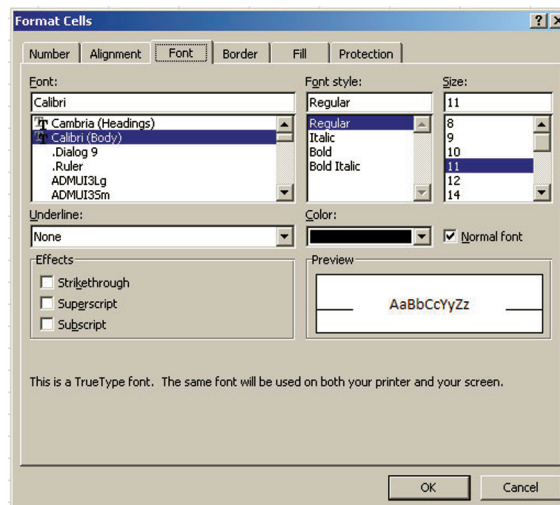 Format Cells
Number Alignment Font Border Fill Protection
Font: Font style: Size:
Calibri Regular 11
Cambria (Headings) Regular 8
Calibri (Body) Italic 9
.Dialog 9 Bold 10
.Ruler Bold Italic 11
ADMUI3Lg 12
ADMUI3Sm 14
Underline: Color:
None Normal font
Effects Preview
Strikethrough
Superscript AaBbCcYyZz
Subscript
This is a TrueType font. The same font will be used on both your printer and your screen.
OK Cancel